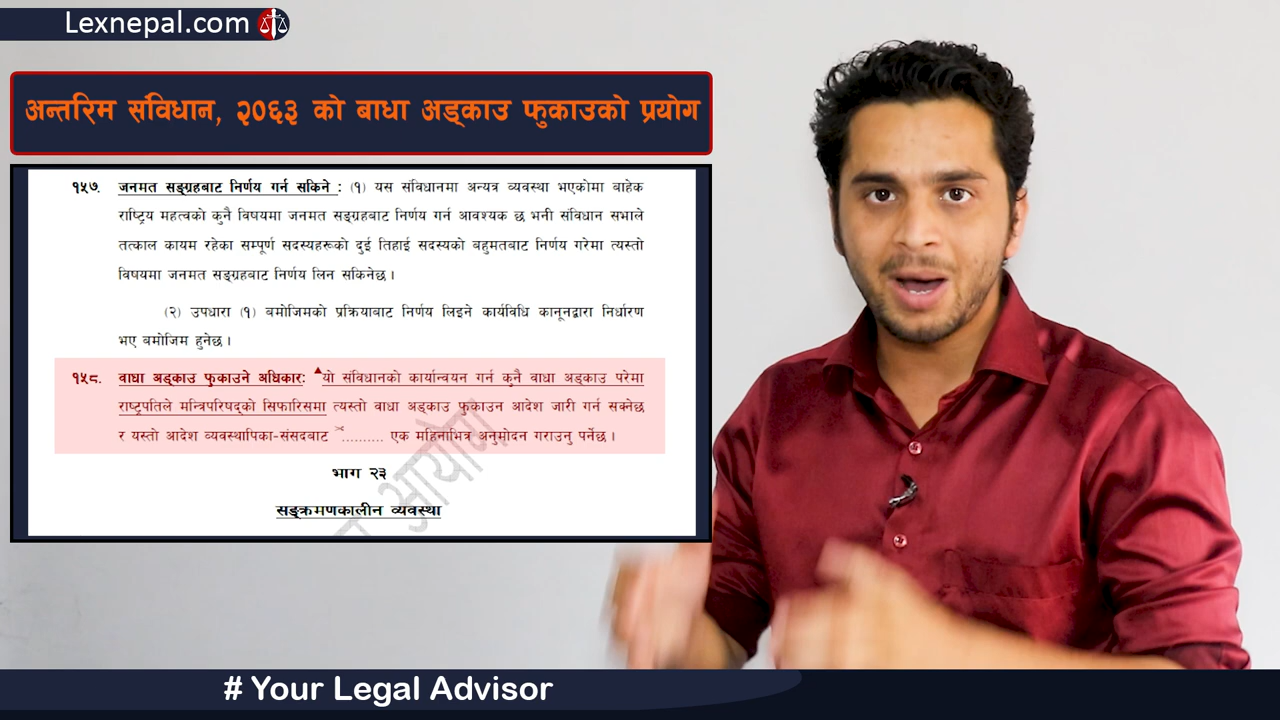 Lexnepal.com
अन्तरिम संविधान, २०६३ को बाधा अड्काउ फुकाउको प्रयोग
१५७. जनमत सङ्ग्रहबाट निर्णय गर्न सकिने : (१) यस संविधानमा अन्यत्र व्यवस्था भएकोमा बाहेक
राष्ट्रिय महत्वको कुनै विषयमा जनमत सङ्ग्रहबाट निर्णय गर्न आवश्यक छ भनी संविधान सभाले
तत्काल कायम रहेका सम्पूर्ण सदस्यहरूको दुई तिहाई सदस्यको बहुमतबाट निर्णय गरेमा त्यस्तो
विषयमा जनमत सङ्ग्रहबाट निर्णय लिन सकिनेछ ।
(२) उपधारा (१) बमोजिमको प्रक्रियाबाट निर्णय लिइने कार्यविधि कानूनद्वारा निर्धारण
भए बमोजिम हुनेछ ।
१५८. वाधा अड्काउ फुकाउने अधिकार: ▲यो संविधानको कार्यान्वयन गर्न कुनै वाधा अड्काउ परेमा
राष्ट्रपतिले मन्त्रिपरिषद्को सिफारिसमा त्यस्तो वाधा अड्काउ फुकाउन आदेश जारी गर्न सक्नेछ
र यस्तो आदेश व्यवस्थापिका-संसदबाट ✂.......... एक महिनाभित्र अनुमोदन गराउनु पर्नेछ ।
भाग २३
सङ्क्रमणकालीन व्यवस्था
आयोग
# Your Legal Advisor